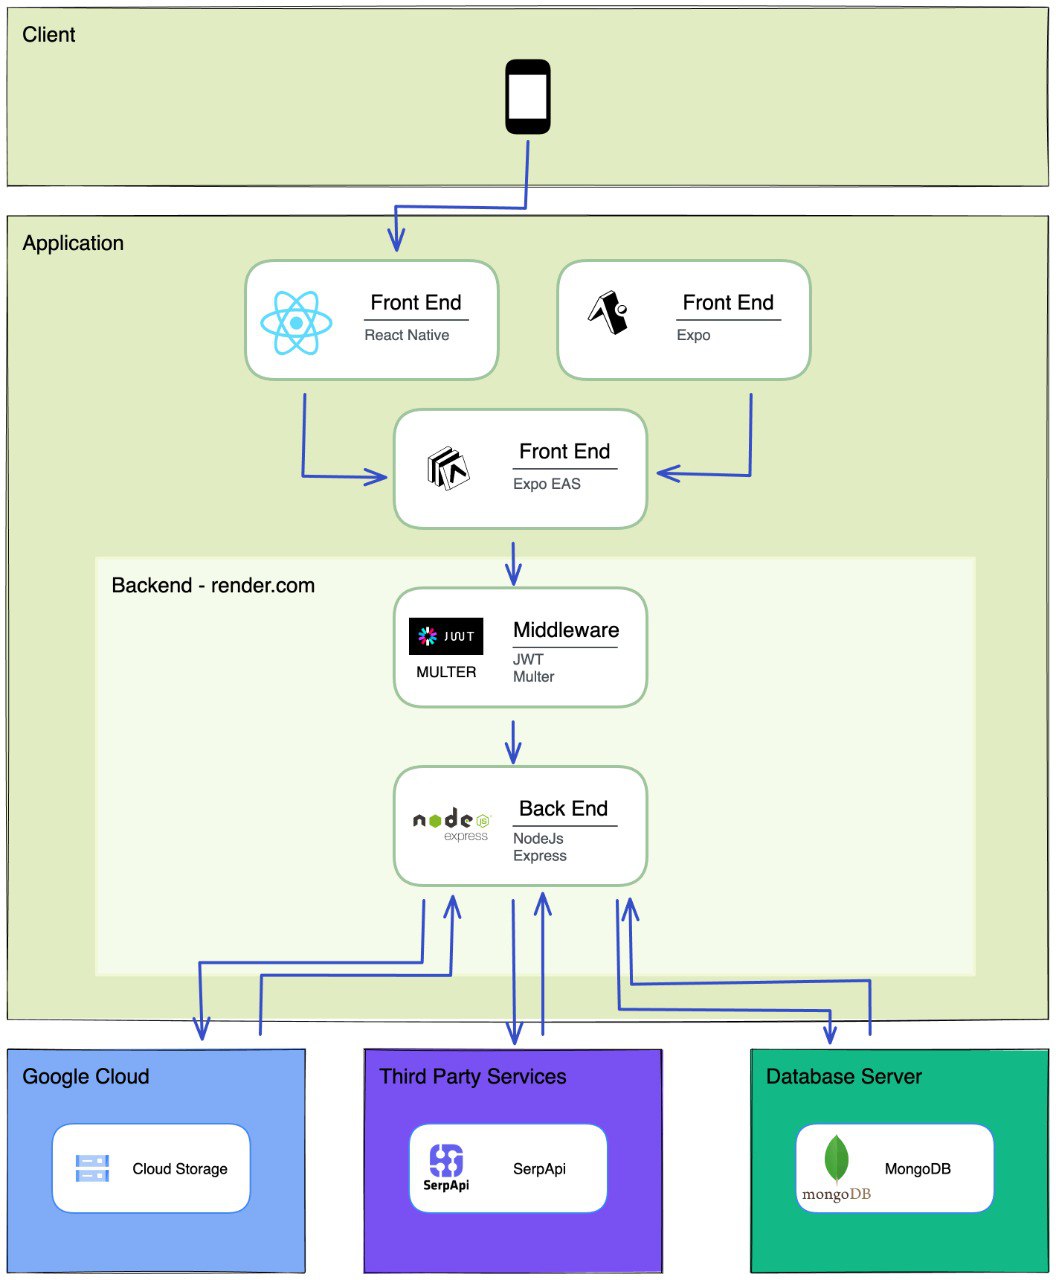 Client
Application
Front End
React Native
Front End
Expo
Front End
Expo EAS
Backend - render.com
JWT
MULTER
Middleware
JWT
Multer
node
JS
express
Back End
NodeJs
Express
Google Cloud
Cloud Storage
Third Party Services
SerpApi
SerpApi
Database Server
mongoDB
MongoDB